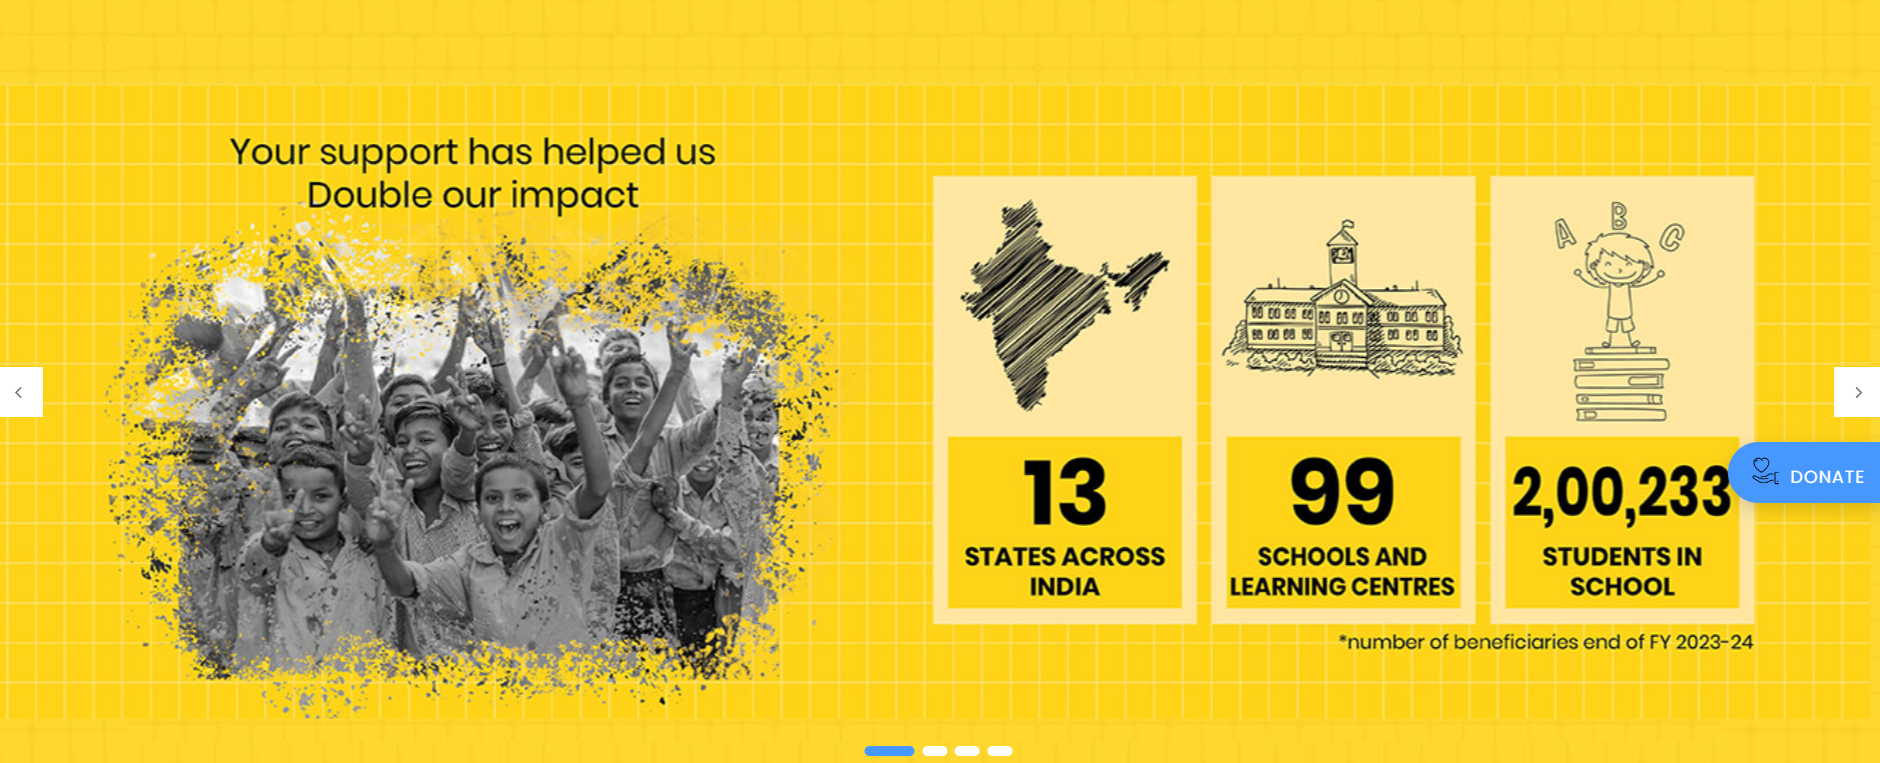 Your support has helped us
Double our impact
A B C
13
STATES ACROSS
INDIA
99
SCHOOLS AND
LEARNING CENTRES
2,00,233
STUDENTS IN
SCHOOL
DONATE
*number of beneficiaries end of FY 2023-24